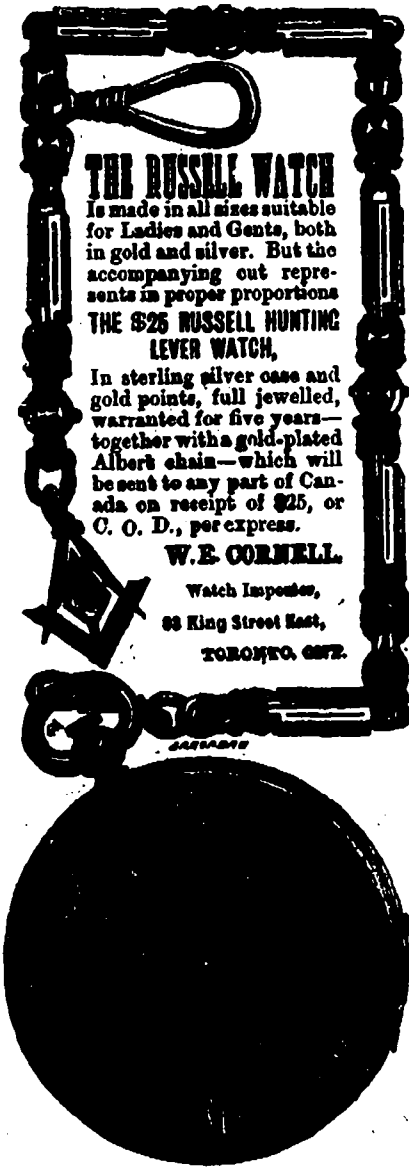 THE RUSSELL WATCH
Is made in all sizes suitable
for Ladies and Gents, both
in gold and silver. But the
accompanying cut repre-
sents in proper proportions
THE $25 RUSSELL HUNTING
LEVER WATCH,
In sterling silver case and
gold points, full jewelled,
warranted for five years—
together with a gold-plated
Albert chain—which will
be sent to any part of Can-
ada on receipt of $25, or
C. O. D., per express.
W. E. CORNELL,
Watch Importer,
83 King Street East,
TORONTO, ONT.